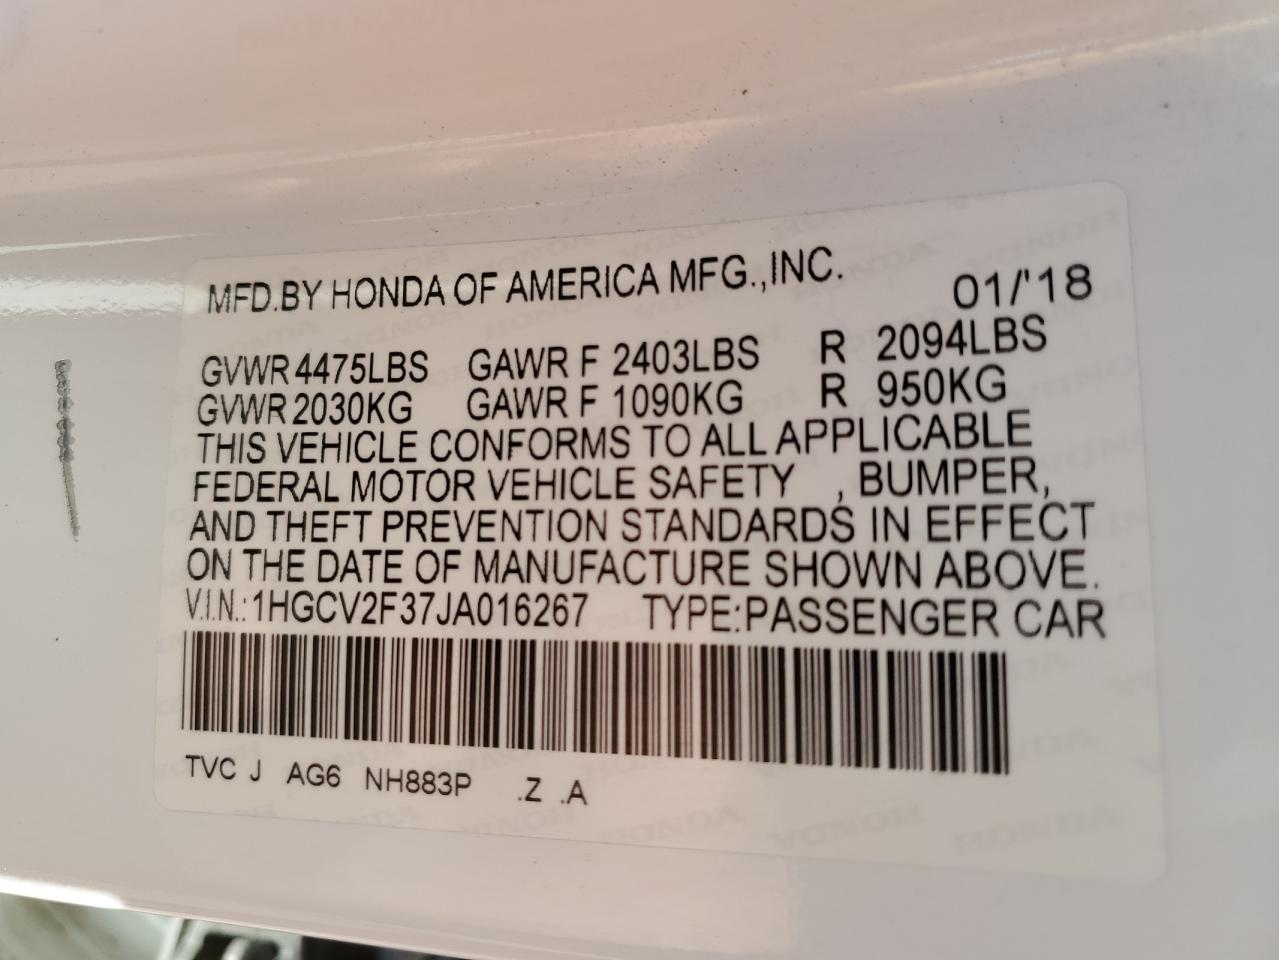 MFD.BY HONDA OF AMERICA MFG.,INC. 01/'18
GVWR 4475LBS GAWR F 2403LBS R 2094LBS
GVWR 2030KG GAWR F 1090KG R 950KG
THIS VEHICLE CONFORMS TO ALL APPLICABLE
FEDERAL MOTOR VEHICLE SAFETY , BUMPER,
AND THEFT PREVENTION STANDARDS IN EFFECT
ON THE DATE OF MANUFACTURE SHOWN ABOVE.
V.I.N.:1HGCV2F37JA016267 TYPE:PASSENGER CAR
TVC J AG6 NH883P .Z .A